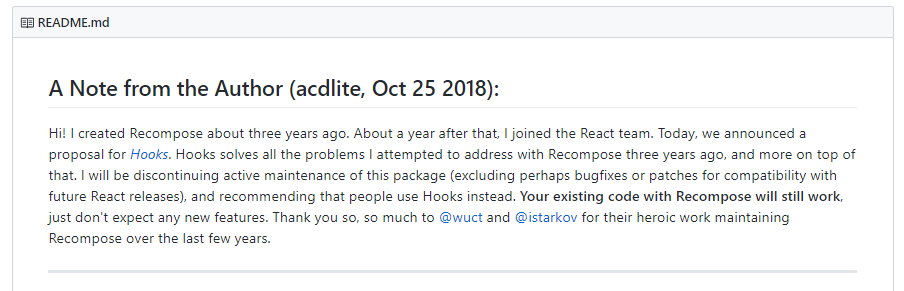 README.md
A Note from the Author (acdlite, Oct 25 2018):
Hi! I created Recompose about three years ago. About a year after that, I joined the React team. Today, we announced a
proposal for Hooks. Hooks solves all the problems I attempted to address with Recompose three years ago, and more on top of
that. I will be discontinuing active maintenance of this package (excluding perhaps bugfixes or patches for compatibility with
future React releases), and recommending that people use Hooks instead. Your existing code with Recompose will still work,
just don't expect any new features. Thank you so, so much to @wuct and @istarkov for their heroic work maintaining
Recompose over the last few years.